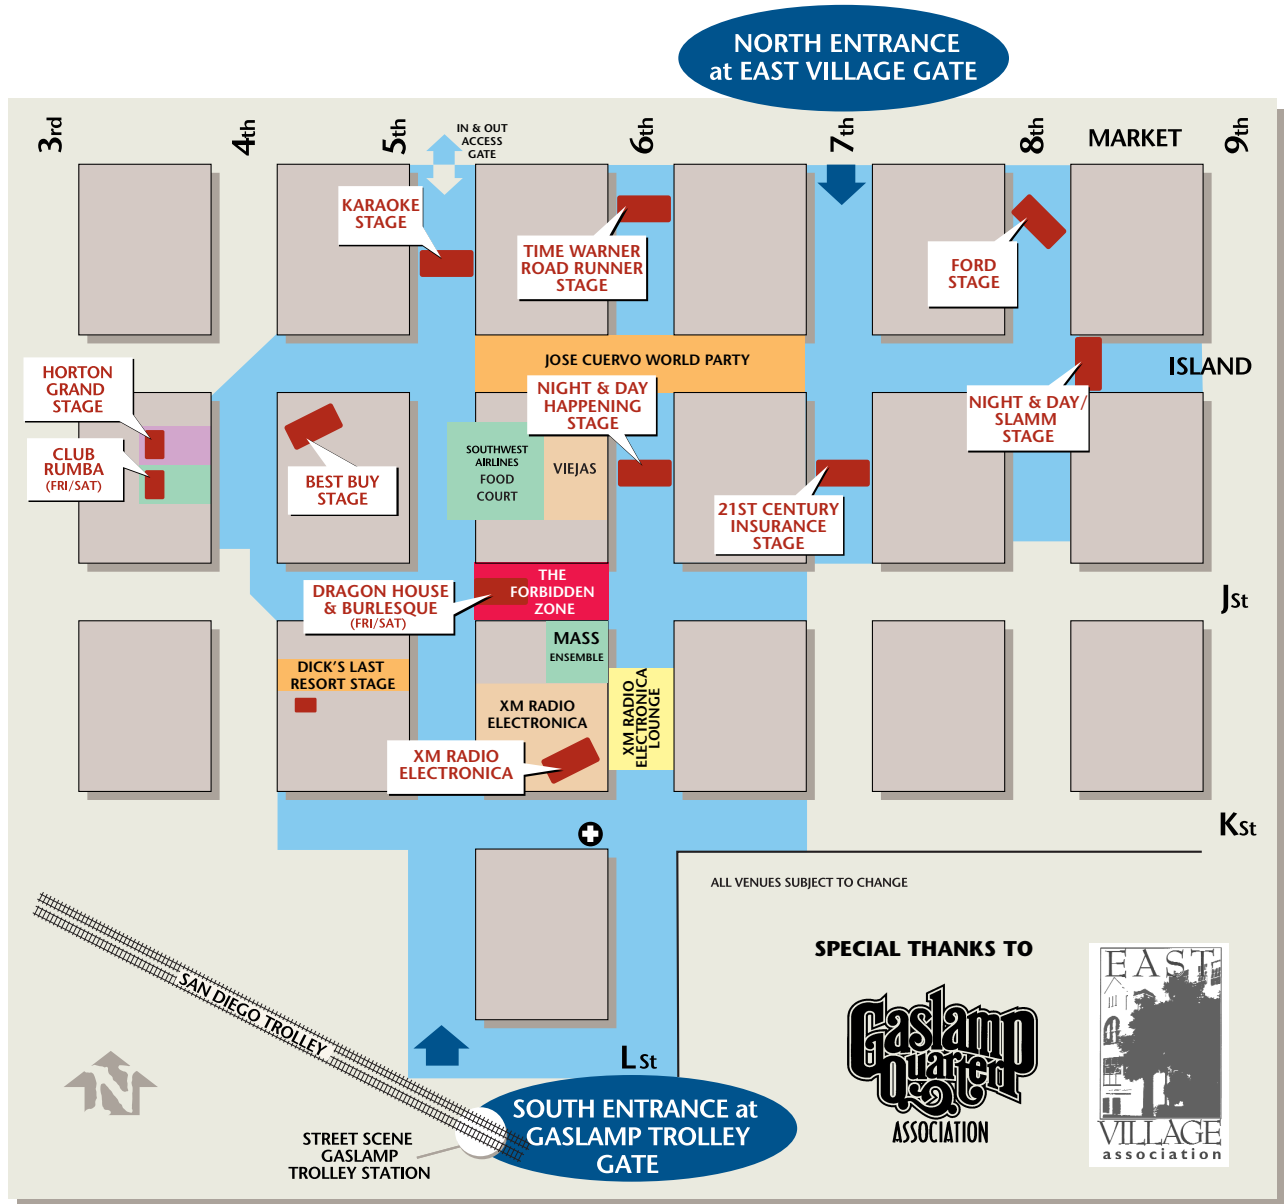 NORTH ENTRANCE
at EAST VILLAGE GATE
3rd
4th
5th
IN & OUT
ACCESS
GATE
6th
7th
8th
MARKET
9th
KARAOKE
STAGE
TIME WARNER
ROAD RUNNER
STAGE
FORD
STAGE
JOSE CUERVO WORLD PARTY
ISLAND
HORTON
GRAND
STAGE
NIGHT & DAY
HAPPENING
STAGE
NIGHT & DAY/
SLAMM
STAGE
CLUB
RUMBA
(FRI/SAT)
BEST BUY
STAGE
SOUTHWEST
AIRLINES
FOOD
COURT
VIEJAS
21ST CENTURY
INSURANCE
STAGE
DRAGON HOUSE
& BURLESQUE
(FRI/SAT)
THE
FORBIDDEN
ZONE
J St
MASS
ENSEMBLE
DICK'S LAST
RESORT STAGE
XM RADIO
ELECTRONICA
XM RADIO
ELECTRONICA
LOUNGE
XM RADIO
ELECTRONICA
K St
ALL VENUES SUBJECT TO CHANGE
SPECIAL THANKS TO
SAN DIEGO TROLLEY
Gaslamp
Quarter
ASSOCIATION
EAST
VILLAGE
association
N
L St
SOUTH ENTRANCE at
GASLAMP TROLLEY
GATE
STREET SCENE
GASLAMP
TROLLEY STATION